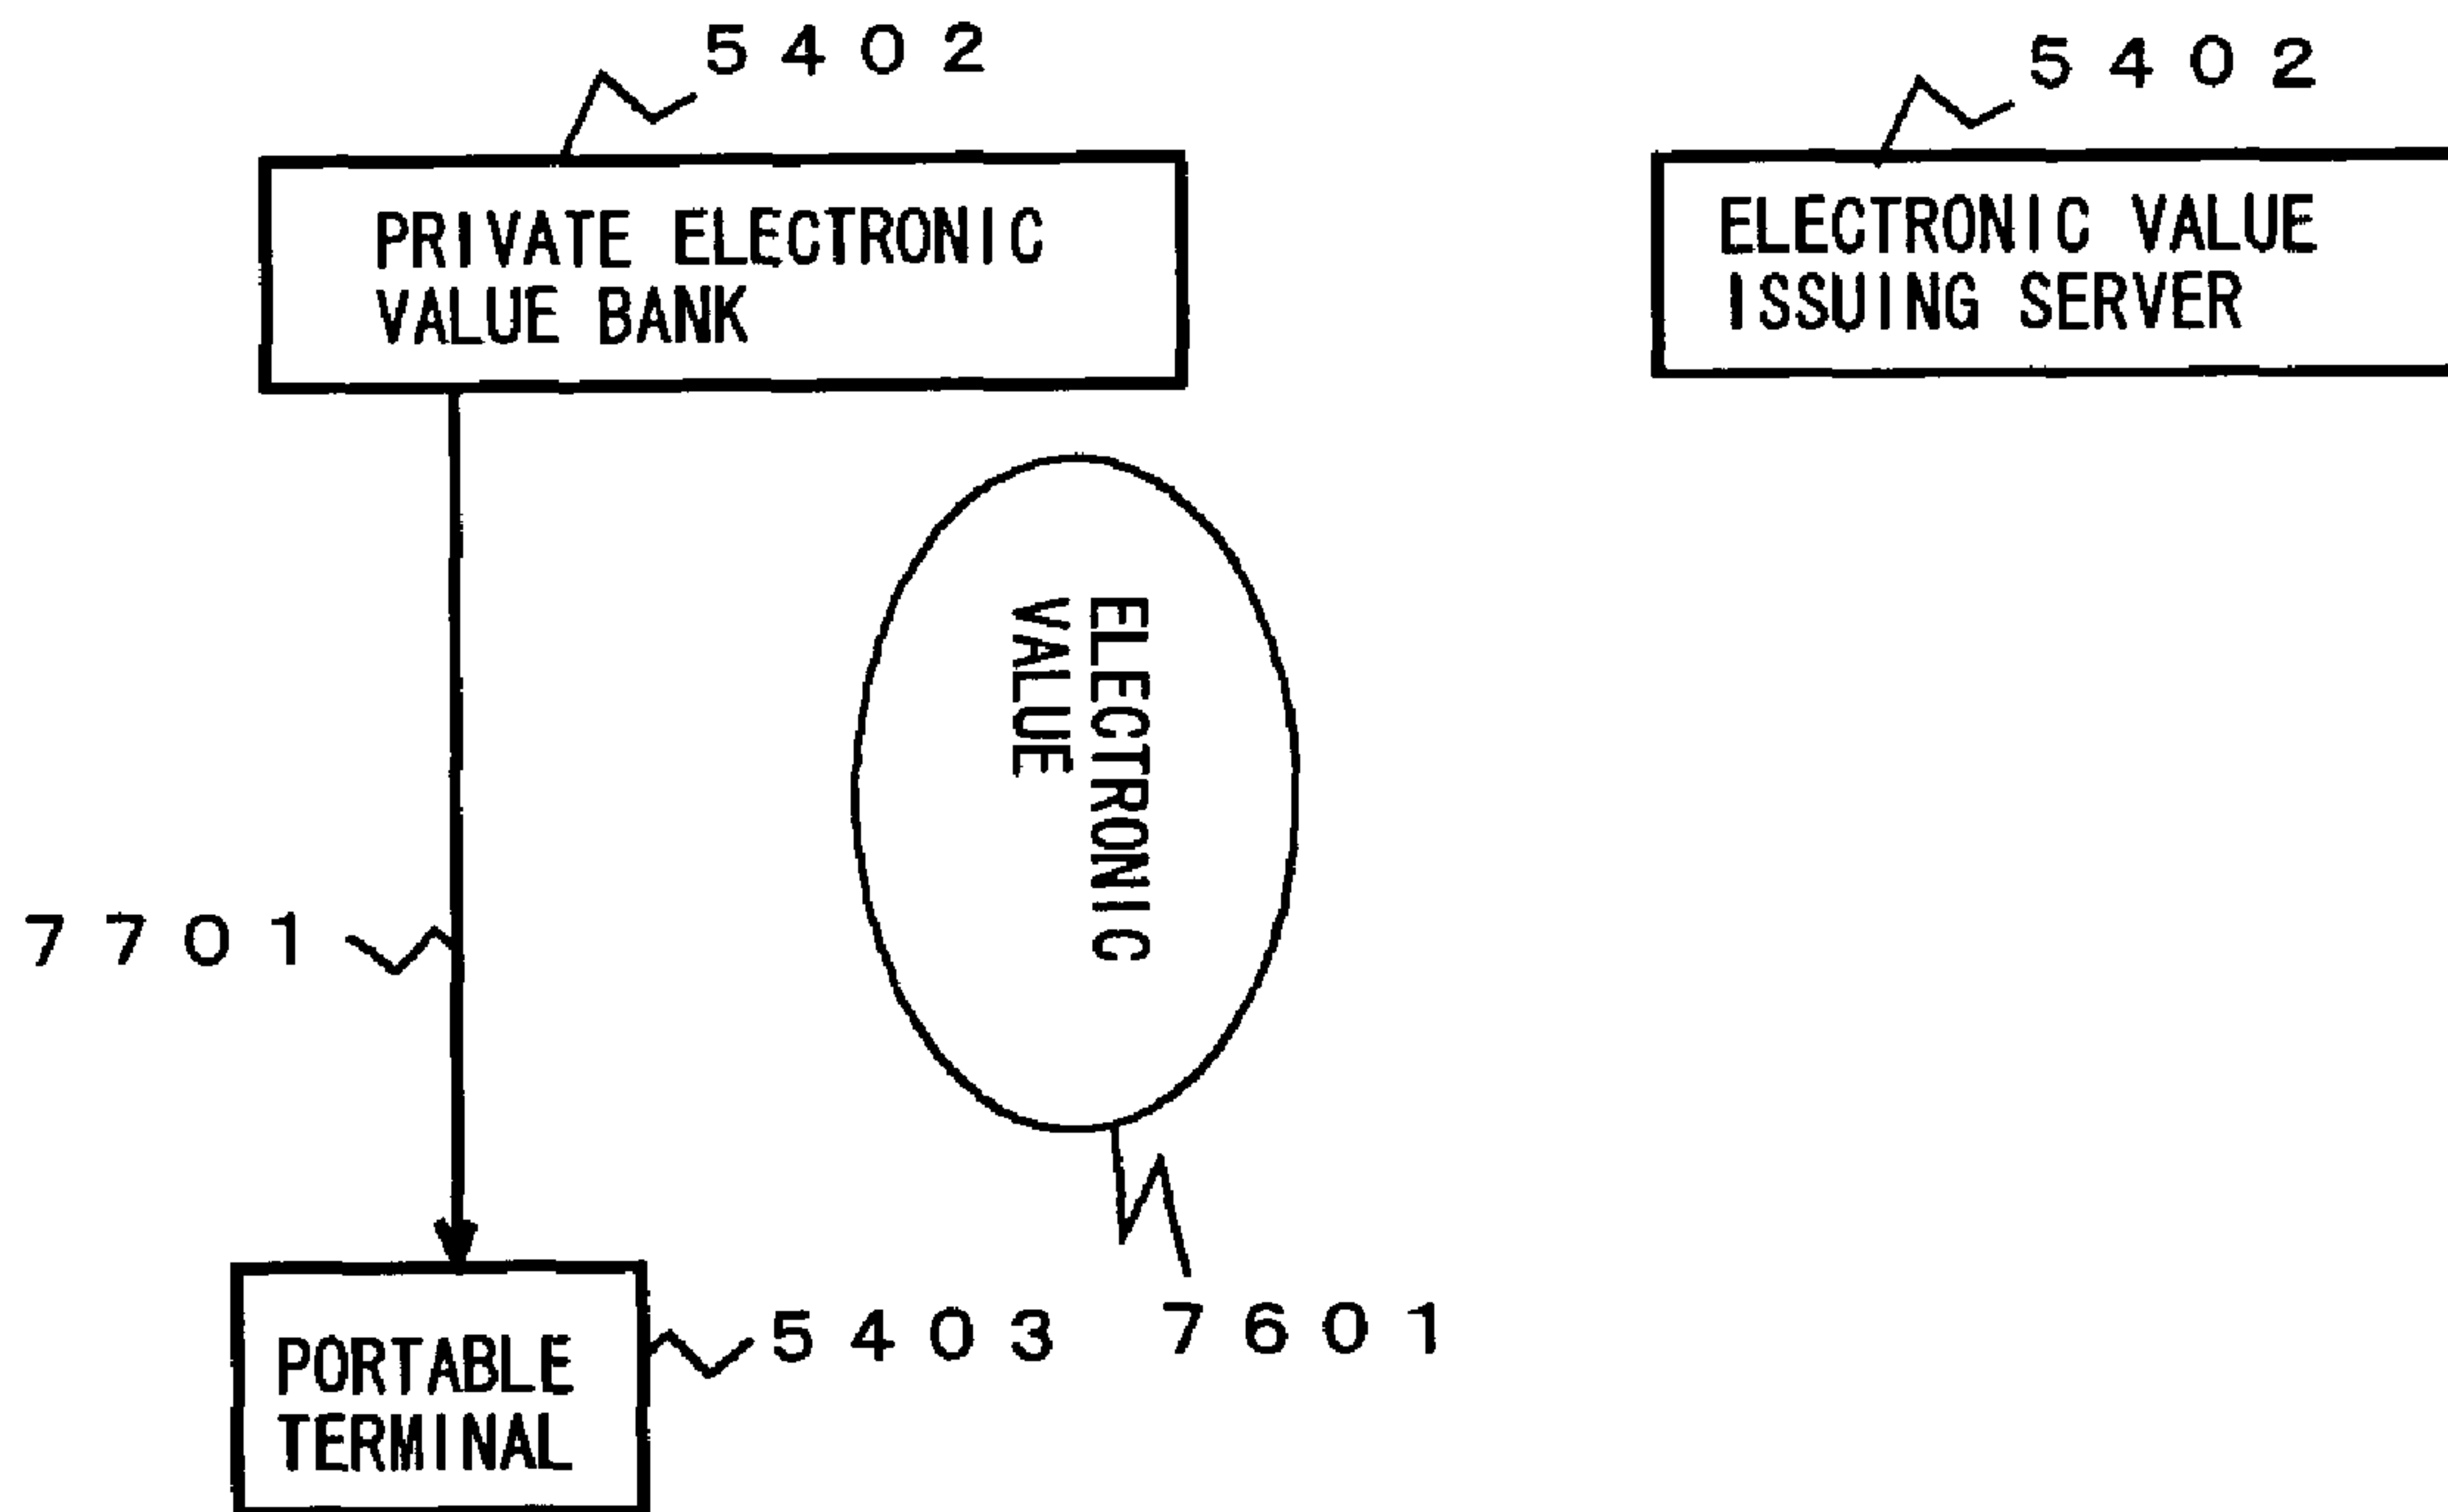 5402
5402
PRIVATE ELECTRONIC
VALUE BANK
ELECTRONIC VALUE
ISSUING SERVER
ELECTRONIC
VALUE
7701
5403
7601
PORTABLE
TERMINAL